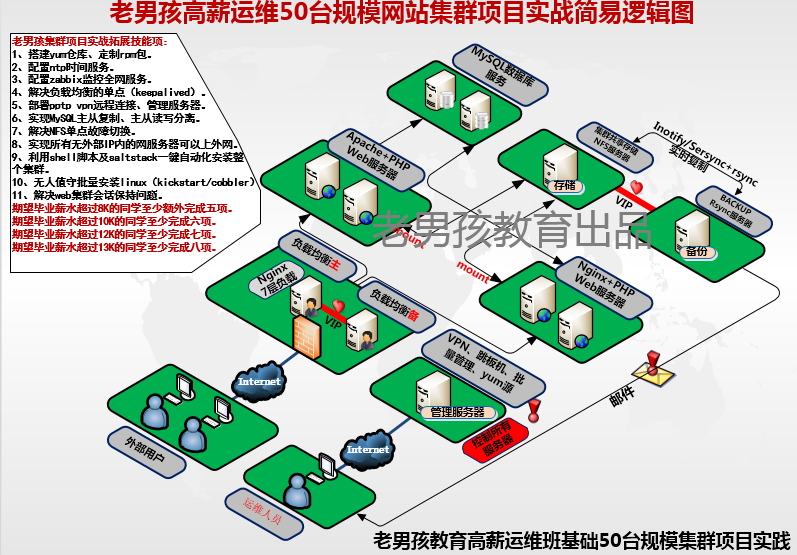 老男孩高薪运维50台规模网站集群项目实战简易逻辑图
老男孩集群项目实战拓展技能项：
1、搭建yum仓库、定制rpm包。
2、配置ntp时间服务。
3、配置zabbix监控全网服务。
4、解决负载均衡的单点（keepalived）。
5、部署pptp vpn远程连接、管理服务器。
6、实现MySQL主从复制、主从读写分离。
7、解决NFS单点故障切换。
8、实现所有无外部IP内的网服务器可以上外网。
9、利用shell脚本及saltstack一键自动化安装整
个集群。
10、无人值守批量安装linux（kickstart/cobbler）
11、解决web集群会话保持问题。
期望毕业薪水超过8K的同学至少额外完成五项。
期望毕业薪水超过10K的同学至少完成六项。
期望毕业薪水超过12K的同学至少完成七项。
期望毕业薪水超过13K的同学至少完成八项。
MySQL数据库
服务
Apache+PHP
Web服务器
集群共享存储
NFS服务器
Inotify/Sersync+rsync
实时复制
存储
VIP
BACKUP
Rsync服务器
备份
老男孩教育出品
mount
mount
负载均衡主
Nginx
7层负载
负载均衡备
VIP
Nginx+PHP
Web服务器
VPN、跳板机、批
量管理、yum源
管理服务器
控制所有
服务器
邮件
Internet
外部用户
Internet
运维人员
老男孩教育高薪运维班基础50台规模集群项目实践